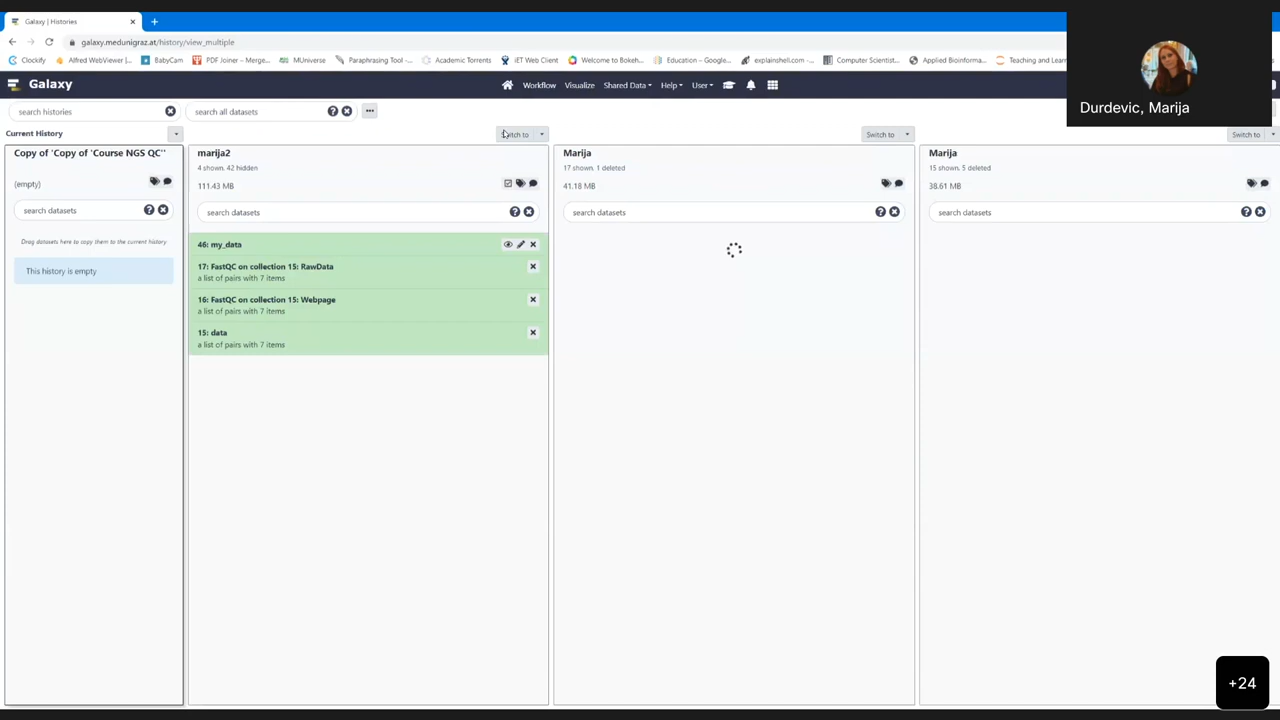 Galaxy | Histories
galaxy.medunigraz.at/history/view_multiple
Clockify
Alfred WebViewer |...
BabyCam
PDF Joiner – Merge...
MUniverse
Paraphrasing Tool -...
Academic Torrents
iET Web Client
Welcome to Bokeh...
Education – Google...
explainshell.com -...
Computer Scientist...
Applied Bioinforma...
Teaching and Learn
Durdevic, Marija
Galaxy
Workflow
Visualize
Shared Data
Help
User
search histories
search all datasets
Current History
Switch to
Switch to
Switch to
Copy of 'Copy of 'Course NGS QC''
(empty)
search datasets
Drag datasets here to copy them to the current history
This history is empty
marija2
4 shown, 42 hidden
111.43 MB
search datasets
46: my_data
17: FastQC on collection 15: RawData
a list of pairs with 7 items
16: FastQC on collection 15: Webpage
a list of pairs with 7 items
15: data
a list of pairs with 7 items
Marija
17 shown, 1 deleted
41.18 MB
search datasets
Marija
15 shown, 5 deleted
38.61 MB
search datasets
+24